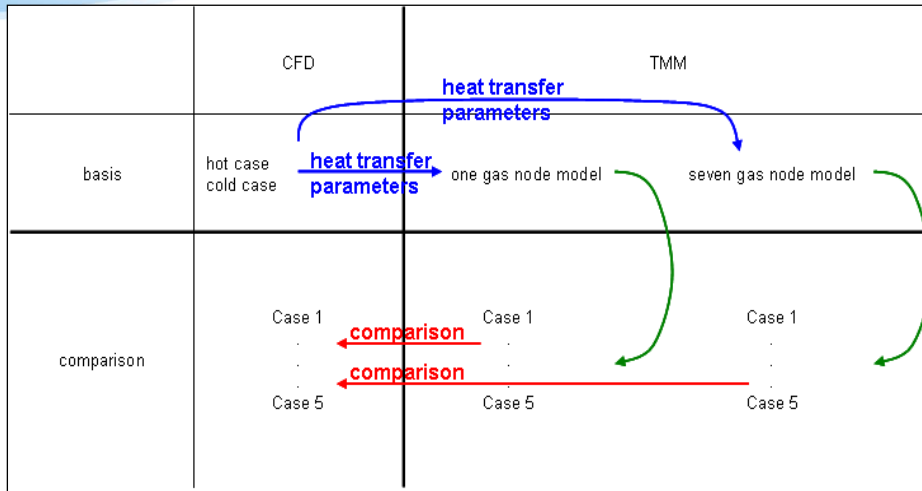 CFD
TMM
heat transfer
parameters
basis
hot case
cold case
heat transfer
parameters
one gas node model
seven gas node model
comparison
Case 1
.
.
.
Case 5
Case 1
.
.
.
Case 5
Case 1
.
.
.
Case 5
comparison
comparison